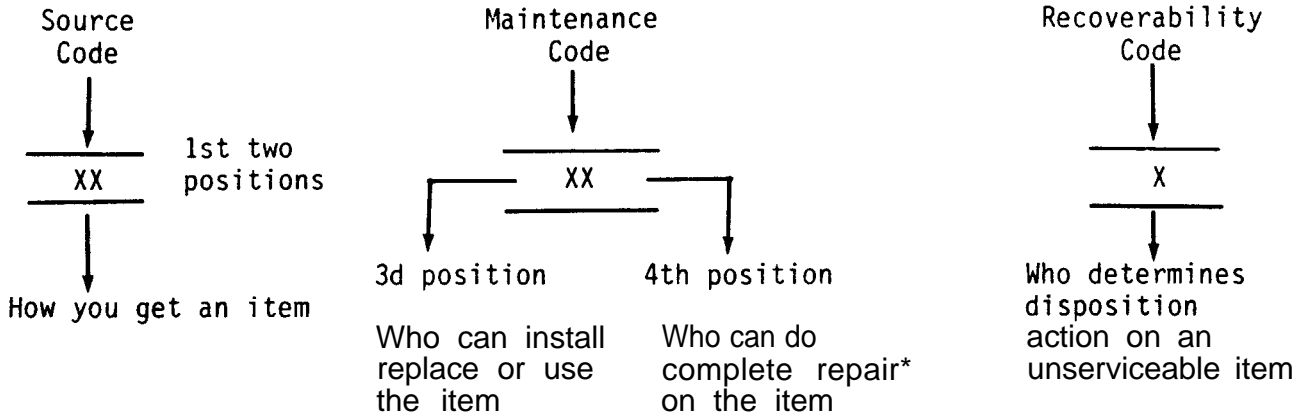 Source
Code
1st two
positions
XX
How you get an item
Maintenance
Code
XX
3d position
Who can install
replace or use
the item
4th position
Who can do
complete repair*
on the item
Recoverability
Code
X
Who determines
disposition
action on an
unserviceable item